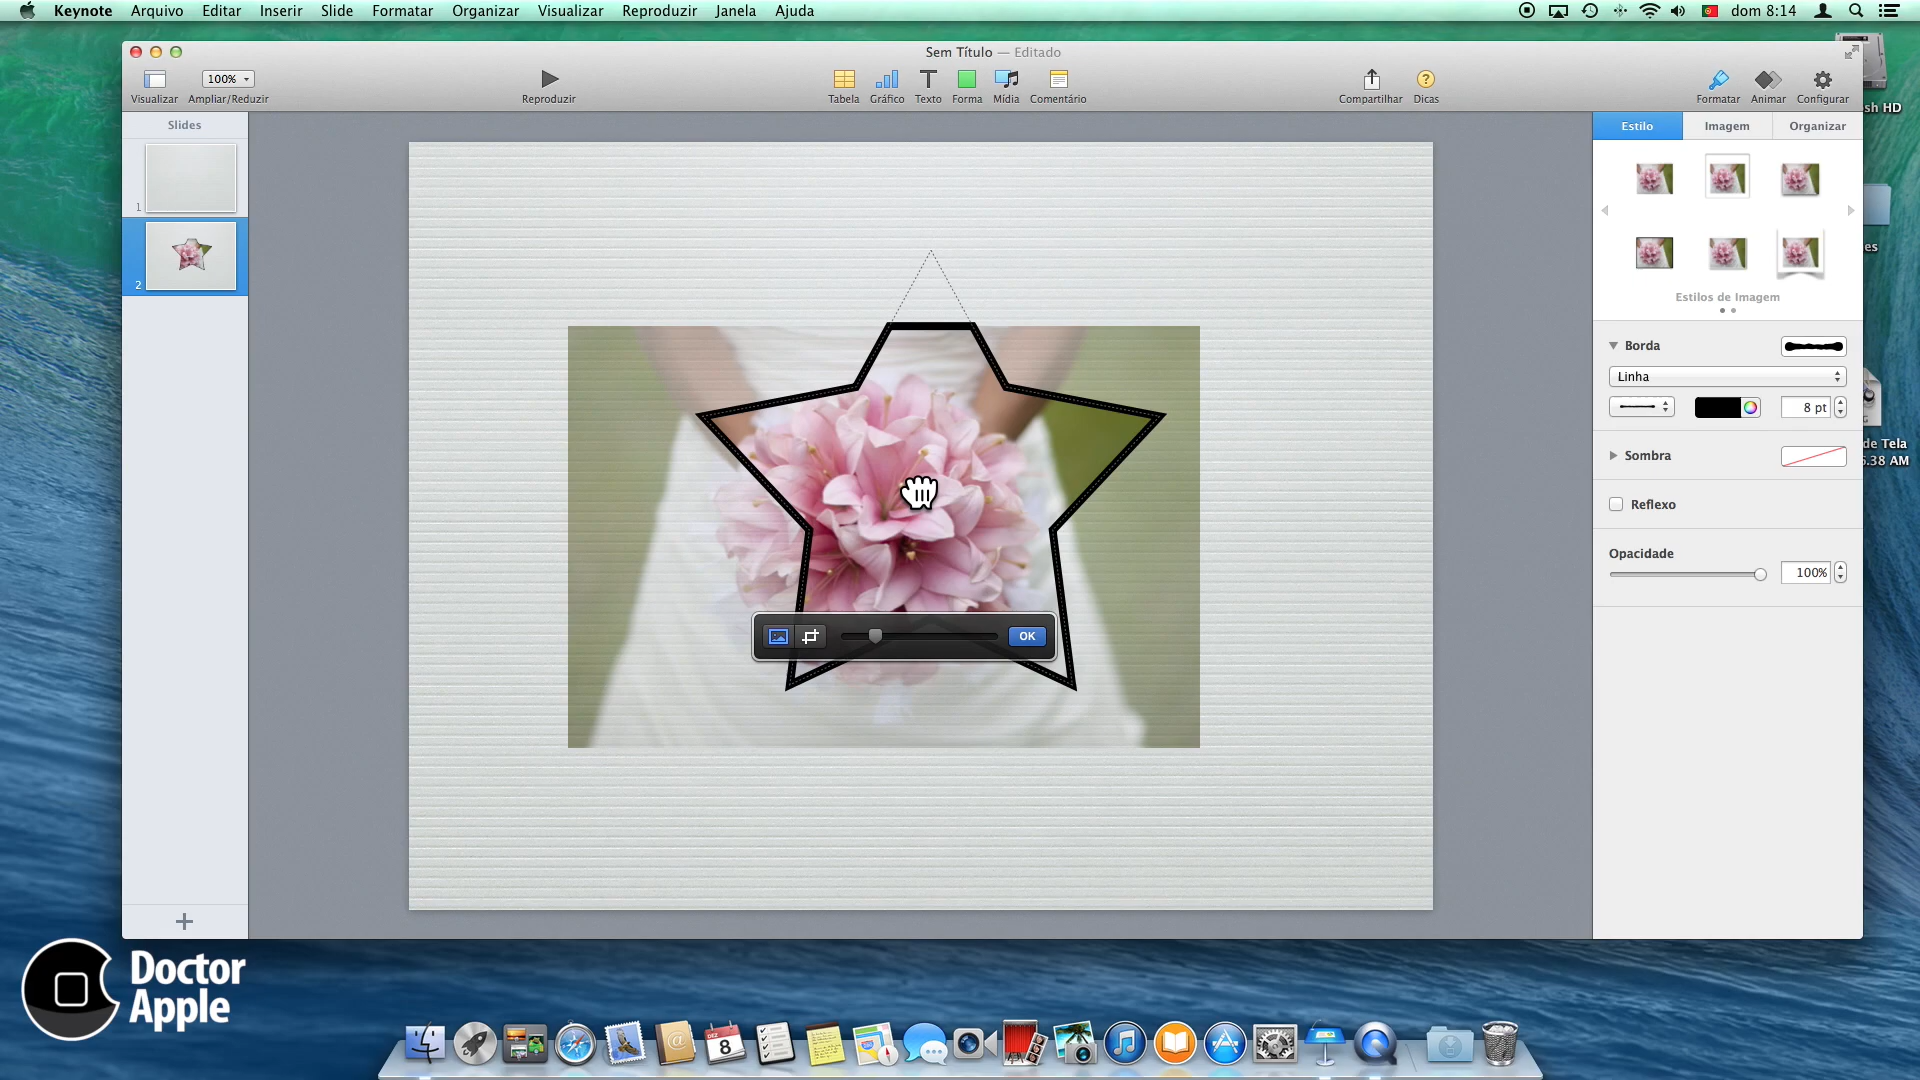 Keynote Arquivo Editar Inserir Slide Formatar Organizar Visualizar Reproduzir Janela Ajuda dom 8:14
Sem Título — Editado
100%
Visualizar Ampliar/Reduzir Reproduzir Tabela Gráfico Texto Forma Mídia Comentário Compartilhar Dicas Formatar Animar Configurar
sh HD
Slides
Estilo Imagem Organizar
1
2
es
Estilos de Imagem
Borda
Linha
8 pt
de Tela
.38 AM
Sombra
Reflexo
Opacidade
100%
OK
Doctor
Apple
DEZ
8